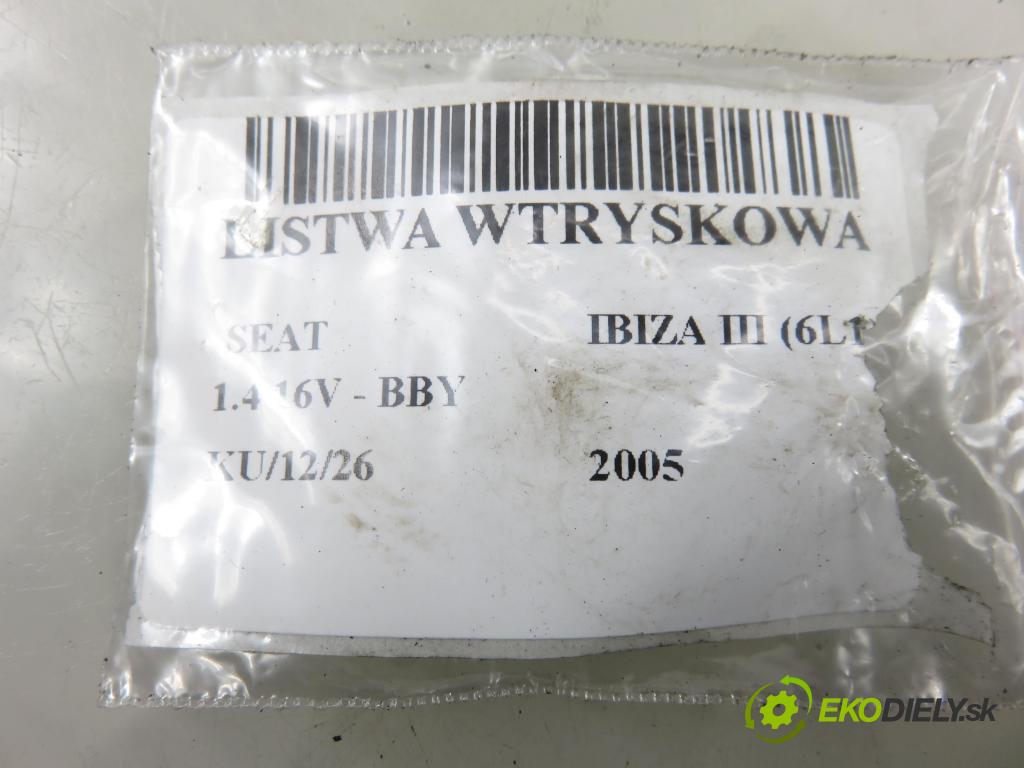 LISTWA WTRYSKOWA
SEAT IBIZA III (6L1
1.4 16V - BBY
KU/12/26 2005
EKODIELY.sk